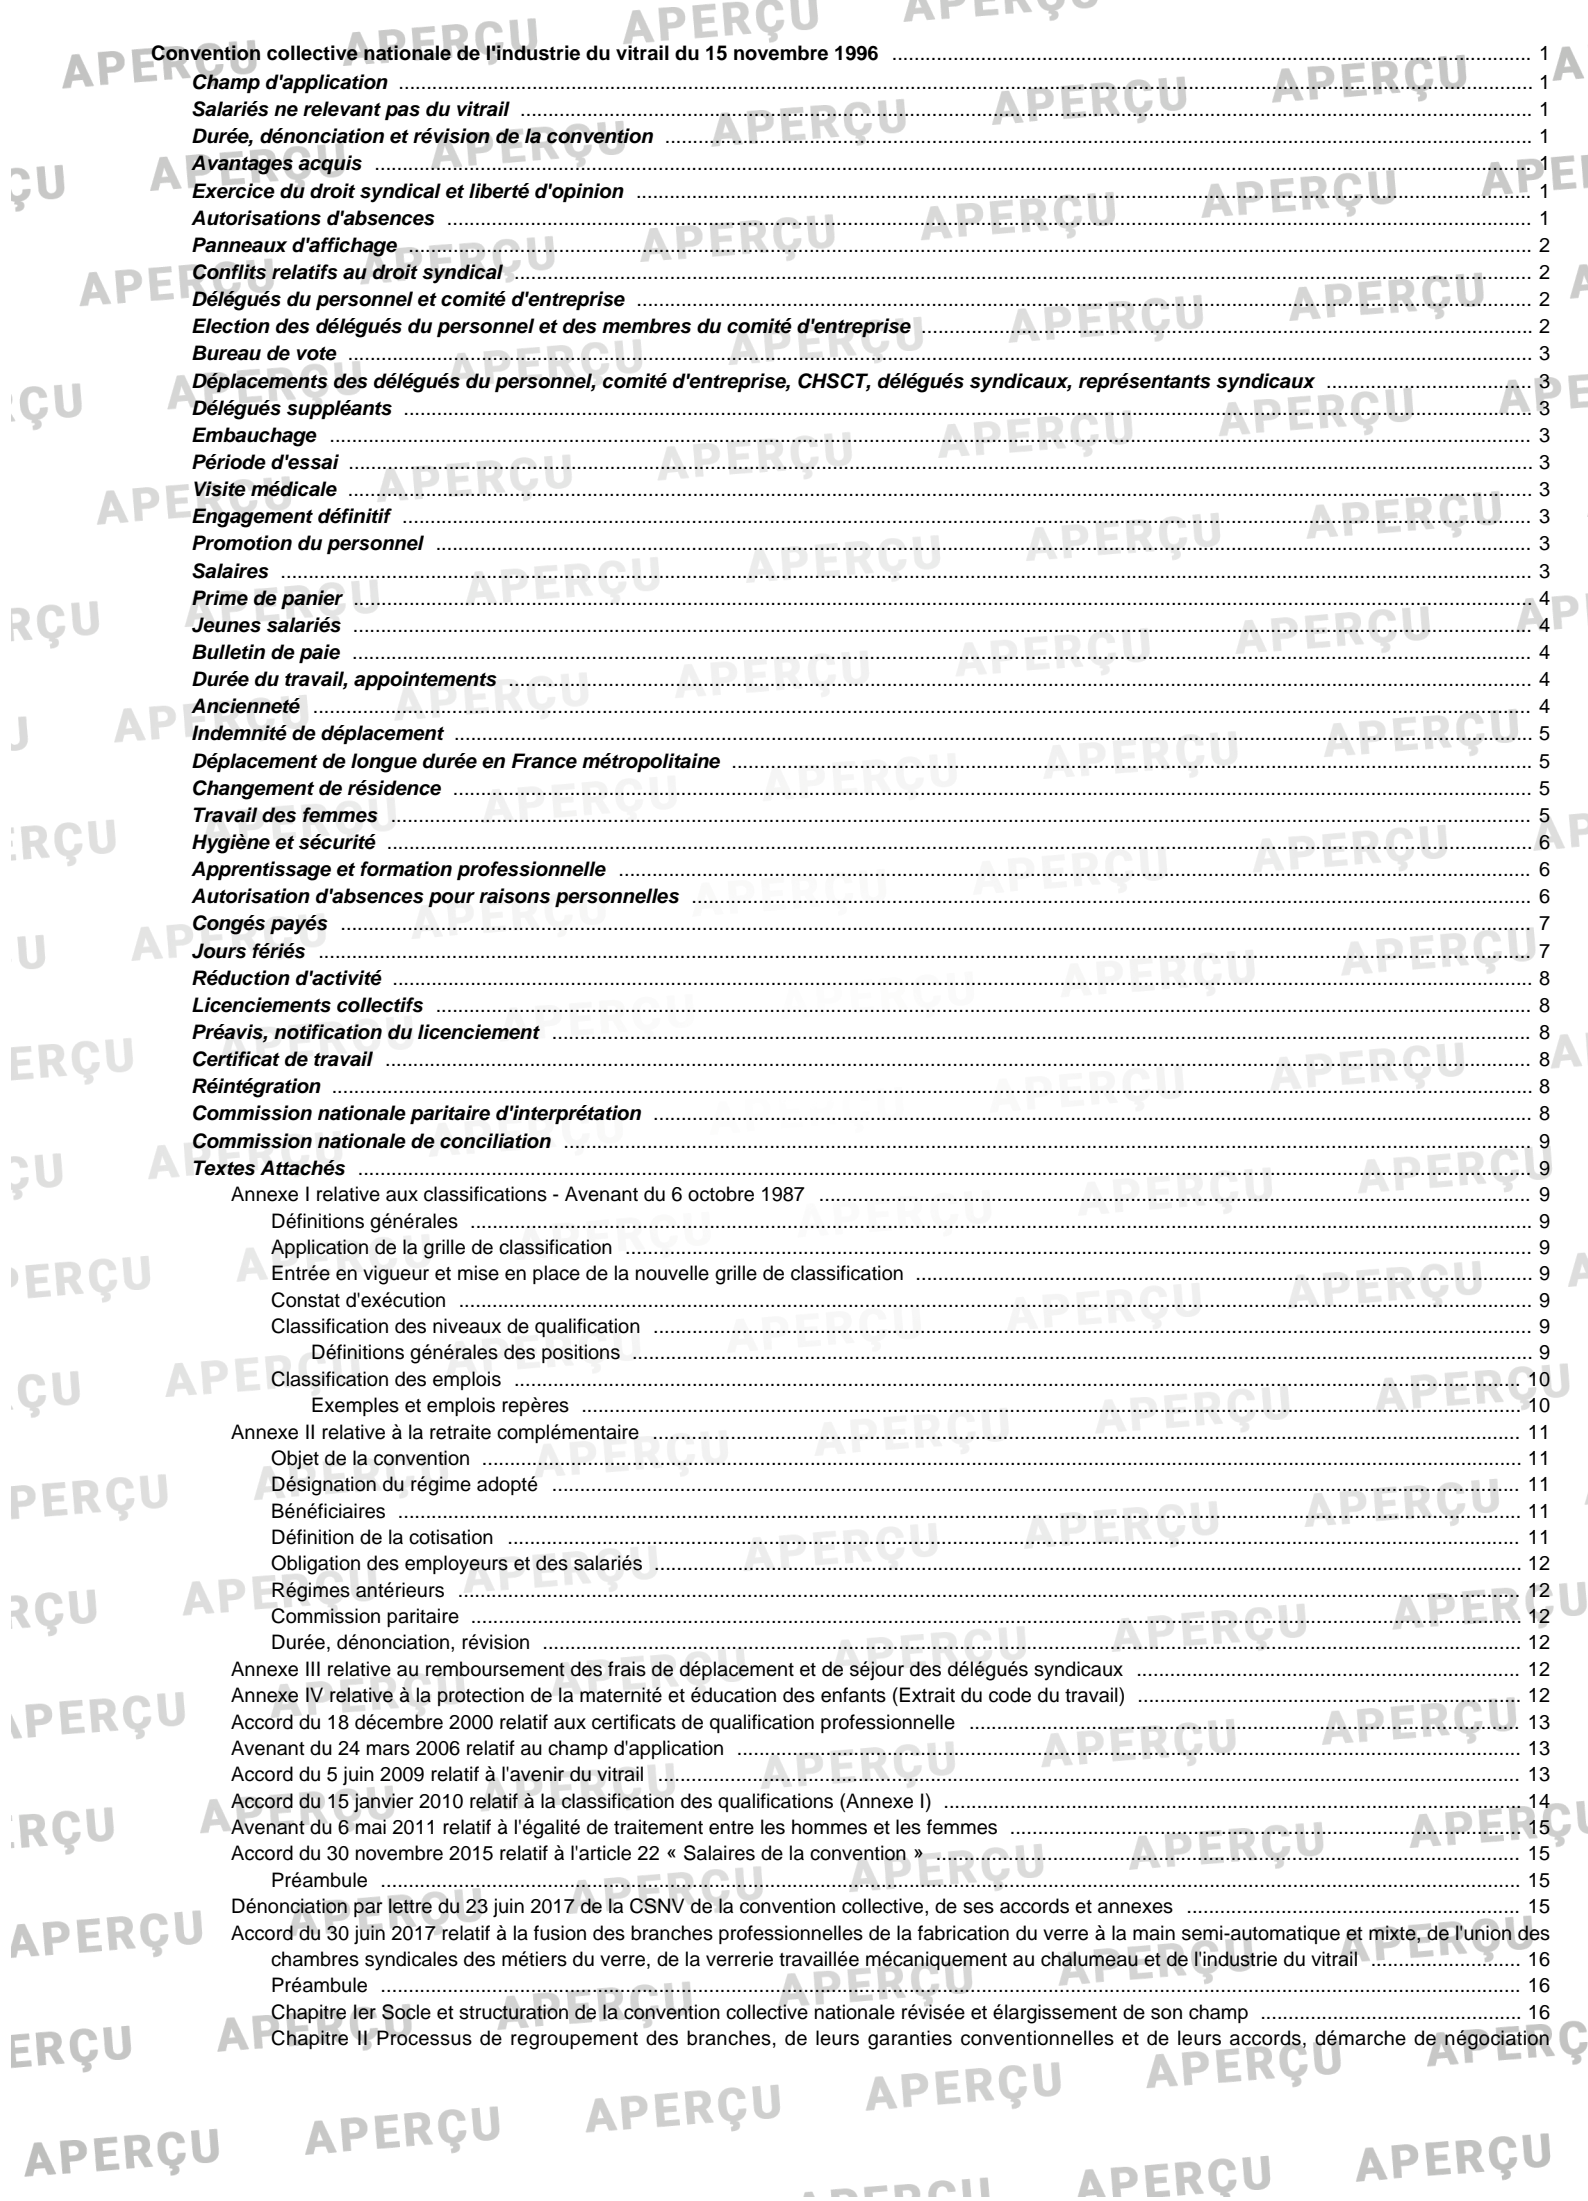 Convention collective nationale de l'industrie du vitrail du 15 novembre 1996 1
Champ d'application 1
Salariés ne relevant pas du vitrail 1
Durée, dénonciation et révision de la convention 1
Avantages acquis 1
Exercice du droit syndical et liberté d'opinion 1
Autorisations d'absences 1
Panneaux d'affichage 2
Conflits relatifs au droit syndical 2
Délégués du personnel et comité d'entreprise 2
Election des délégués du personnel et des membres du comité d'entreprise 2
Bureau de vote 3
Déplacements des délégués du personnel, comité d'entreprise, CHSCT, délégués syndicaux, représentants syndicaux 3
Délégués suppléants 3
Embauchage 3
Période d'essai 3
Visite médicale 3
Engagement définitif 3
Promotion du personnel 3
Salaires 3
Prime de panier 4
Jeunes salariés 4
Bulletin de paie 4
Durée du travail, appointements 4
Ancienneté 4
Indemnité de déplacement 5
Déplacement de longue durée en France métropolitaine 5
Changement de résidence 5
Travail des femmes 5
Hygiène et sécurité 6
Apprentissage et formation professionnelle 6
Autorisation d'absences pour raisons personnelles 6
Congés payés 7
Jours fériés 7
Réduction d'activité 8
Licenciements collectifs 8
Préavis, notification du licenciement 8
Certificat de travail 8
Réintégration 8
Commission nationale paritaire d'interprétation 8
Commission nationale de conciliation 9
Textes Attachés 9
Annexe I relative aux classifications - Avenant du 6 octobre 1987 9
Définitions générales 9
Application de la grille de classification 9
Entrée en vigueur et mise en place de la nouvelle grille de classification 9
Constat d'exécution 9
Classification des niveaux de qualification 9
Définitions générales des positions 9
Classification des emplois 10
Exemples et emplois repères 10
Annexe II relative à la retraite complémentaire 11
Objet de la convention 11
Désignation du régime adopté 11
Bénéficiaires 11
Définition de la cotisation 11
Obligation des employeurs et des salariés 12
Régimes antérieurs 12
Commission paritaire 12
Durée, dénonciation, révision 12
Annexe III relative au remboursement des frais de déplacement et de séjour des délégués syndicaux 12
Annexe IV relative à la protection de la maternité et éducation des enfants (Extrait du code du travail) 12
Accord du 18 décembre 2000 relatif aux certificats de qualification professionnelle 13
Avenant du 24 mars 2006 relatif au champ d'application 13
Accord du 5 juin 2009 relatif à l'avenir du vitrail 13
Accord du 15 janvier 2010 relatif à la classification des qualifications (Annexe I) 14
Avenant du 6 mai 2011 relatif à l'égalité de traitement entre les hommes et les femmes 15
Accord du 30 novembre 2015 relatif à l'article 22 « Salaires de la convention » 15
Préambule 15
Dénonciation par lettre du 23 juin 2017 de la CSNV de la convention collective, de ses accords et annexes 15
Accord du 30 juin 2017 relatif à la fusion des branches professionnelles de la fabrication du verre à la main semi-automatique et mixte, de l'union des
chambres syndicales des métiers du verre, de la verrerie travaillée mécaniquement au chalumeau et de l'industrie du vitrail 16
Préambule 16
Chapitre Ier Socle et structuration de la convention collective nationale révisée et élargissement de son champ 16
Chapitre II Processus de regroupement des branches, de leurs garanties conventionnelles et de leurs accords, démarche de négociation
APERÇU